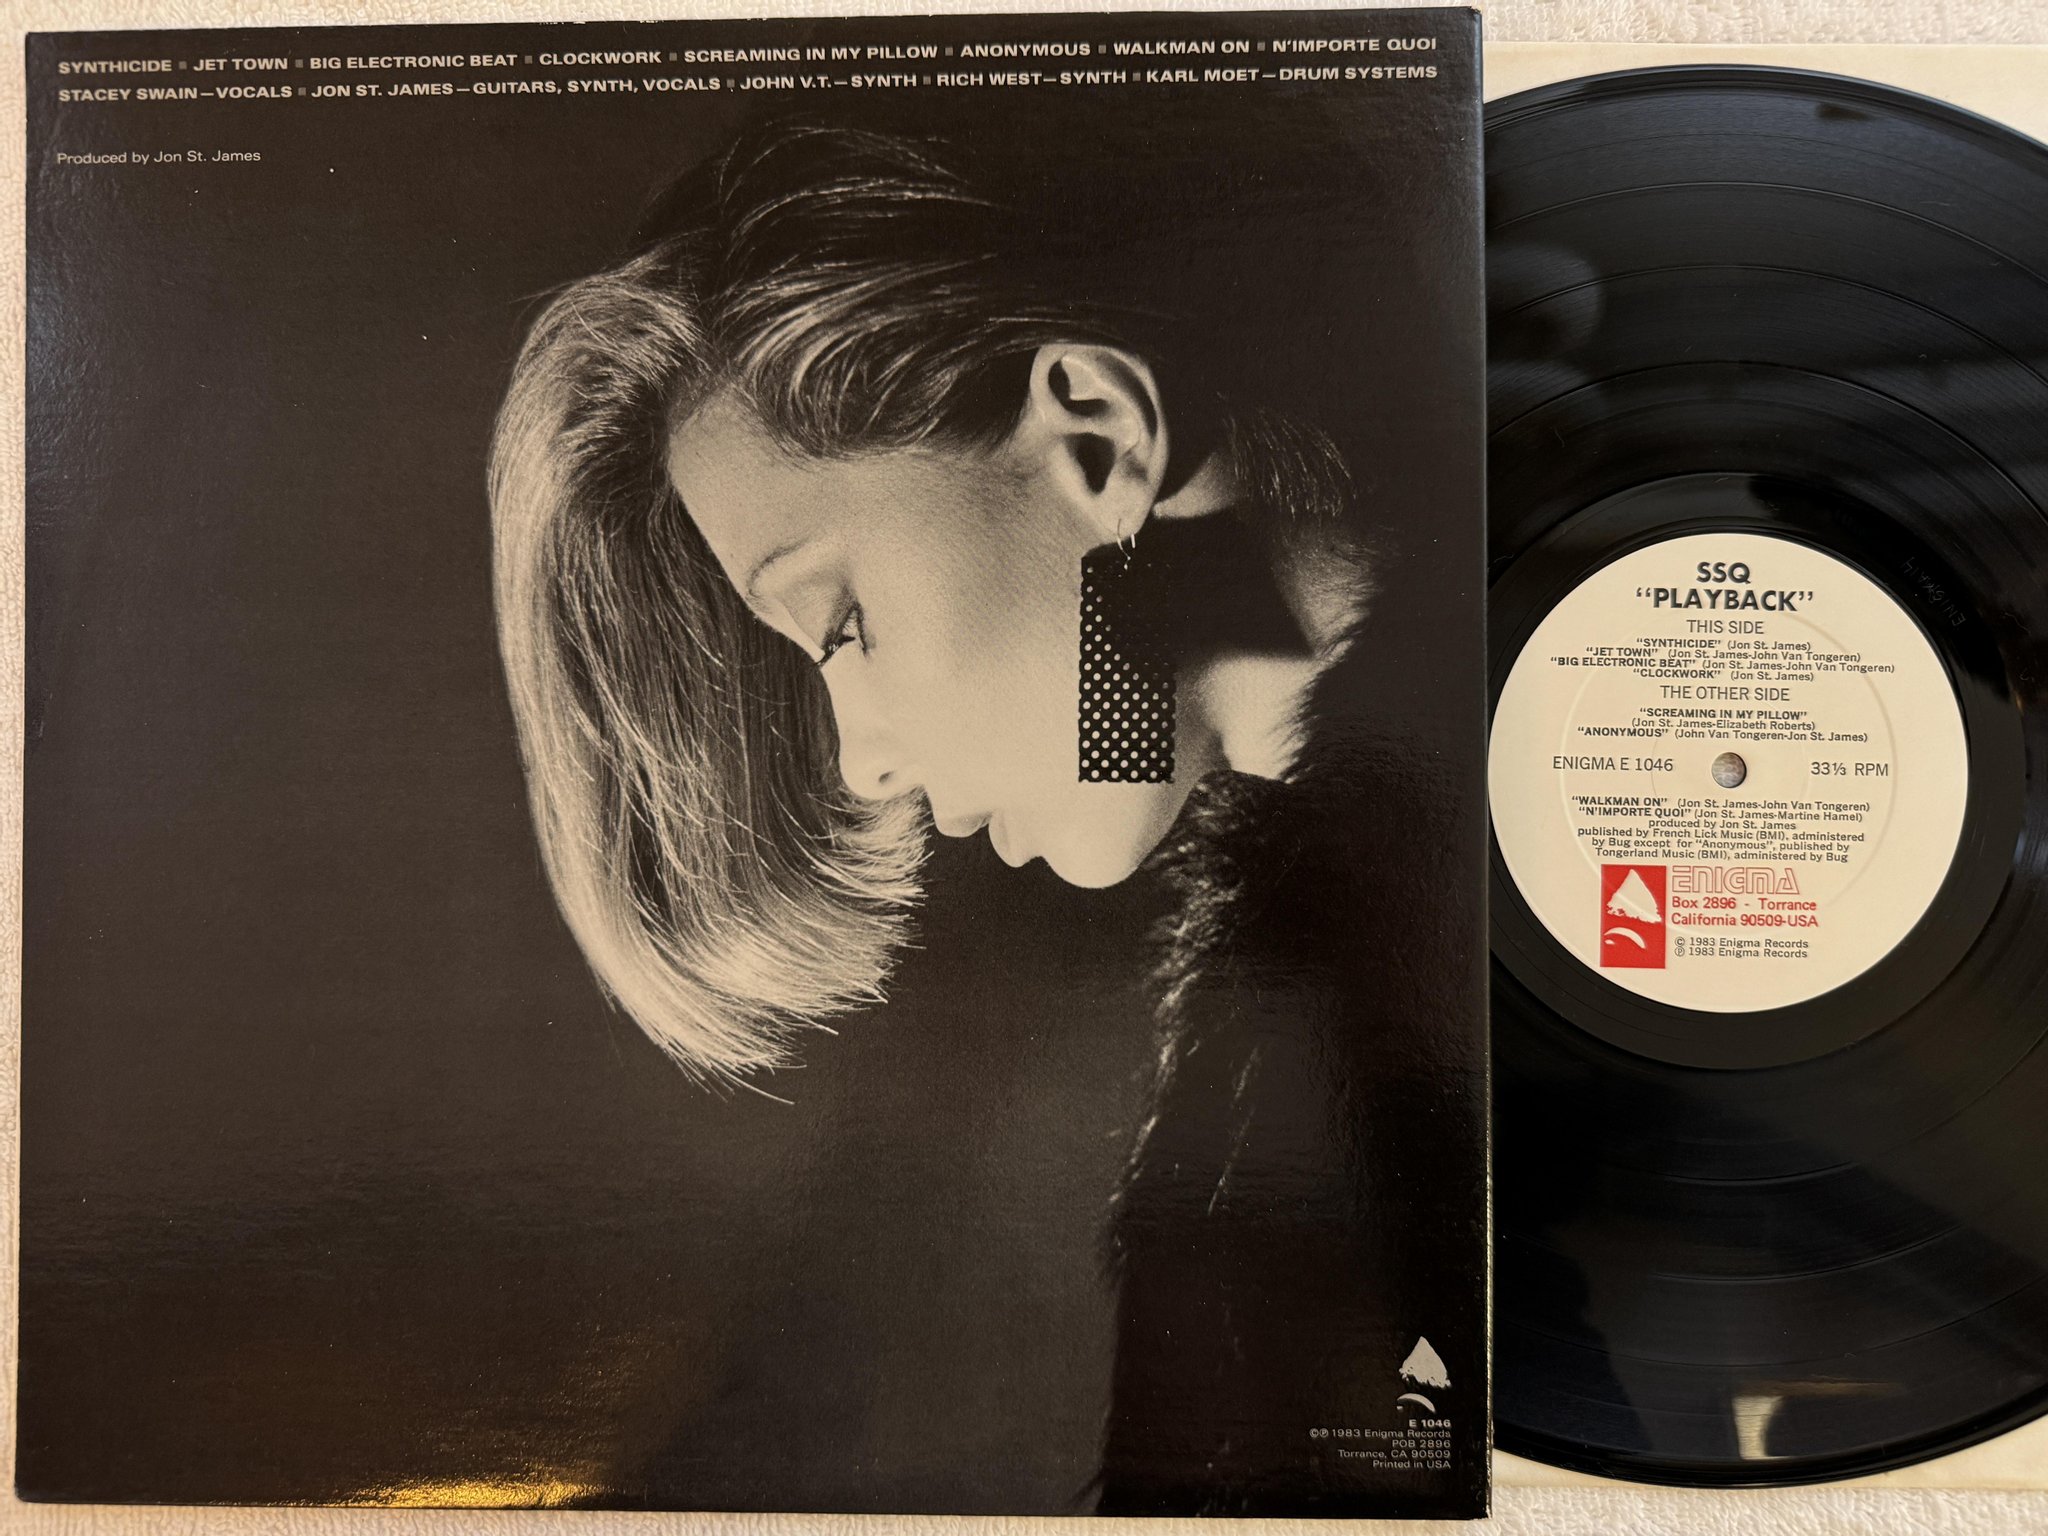 SYNTHICIDE ▪ JET TOWN ▪ BIG ELECTRONIC BEAT ▪ CLOCKWORK ▪ SCREAMING IN MY PILLOW ▪ ANONYMOUS ▪ WALKMAN ON ▪ N'IMPORTE QUOI
STACEY SWAIN—VOCALS ▪ JON ST. JAMES—GUITARS, SYNTH, VOCALS ▪ JOHN V.T.—SYNTH ▪ RICH WEST—SYNTH ▪ KARL MOET—DRUM SYSTEMS
Produced by Jon St. James
E 1046
©℗ 1983 Enigma Records
POB 2896
Torrance, CA 90509
Printed in USA
SSQ
"PLAYBACK"
THIS SIDE
"SYNTHICIDE" (Jon St. James)
"JET TOWN" (Jon St. James-John Van Tongeren)
"BIG ELECTRONIC BEAT" (Jon St. James-John Van Tongeren)
"CLOCKWORK" (Jon St. James)
THE OTHER SIDE
"SCREAMING IN MY PILLOW"
(Jon St. James-Elizabeth Roberts)
"ANONYMOUS" (John Van Tongeren-Jon St. James)
ENIGMA E 1046 33⅓ RPM
"WALKMAN ON" (Jon St. James-John Van Tongeren)
"N'IMPORTE QUOI" (Jon St. James-Martine Hamel)
produced by Jon St. James
published by French Lick Music (BMI), administered
by Bug except for "Anonymous", published by
Tongerland Music (BMI), administered by Bug
ENIGMA
Box 2896 - Torrance
California 90509-USA
© 1983 Enigma Records
℗ 1983 Enigma Records